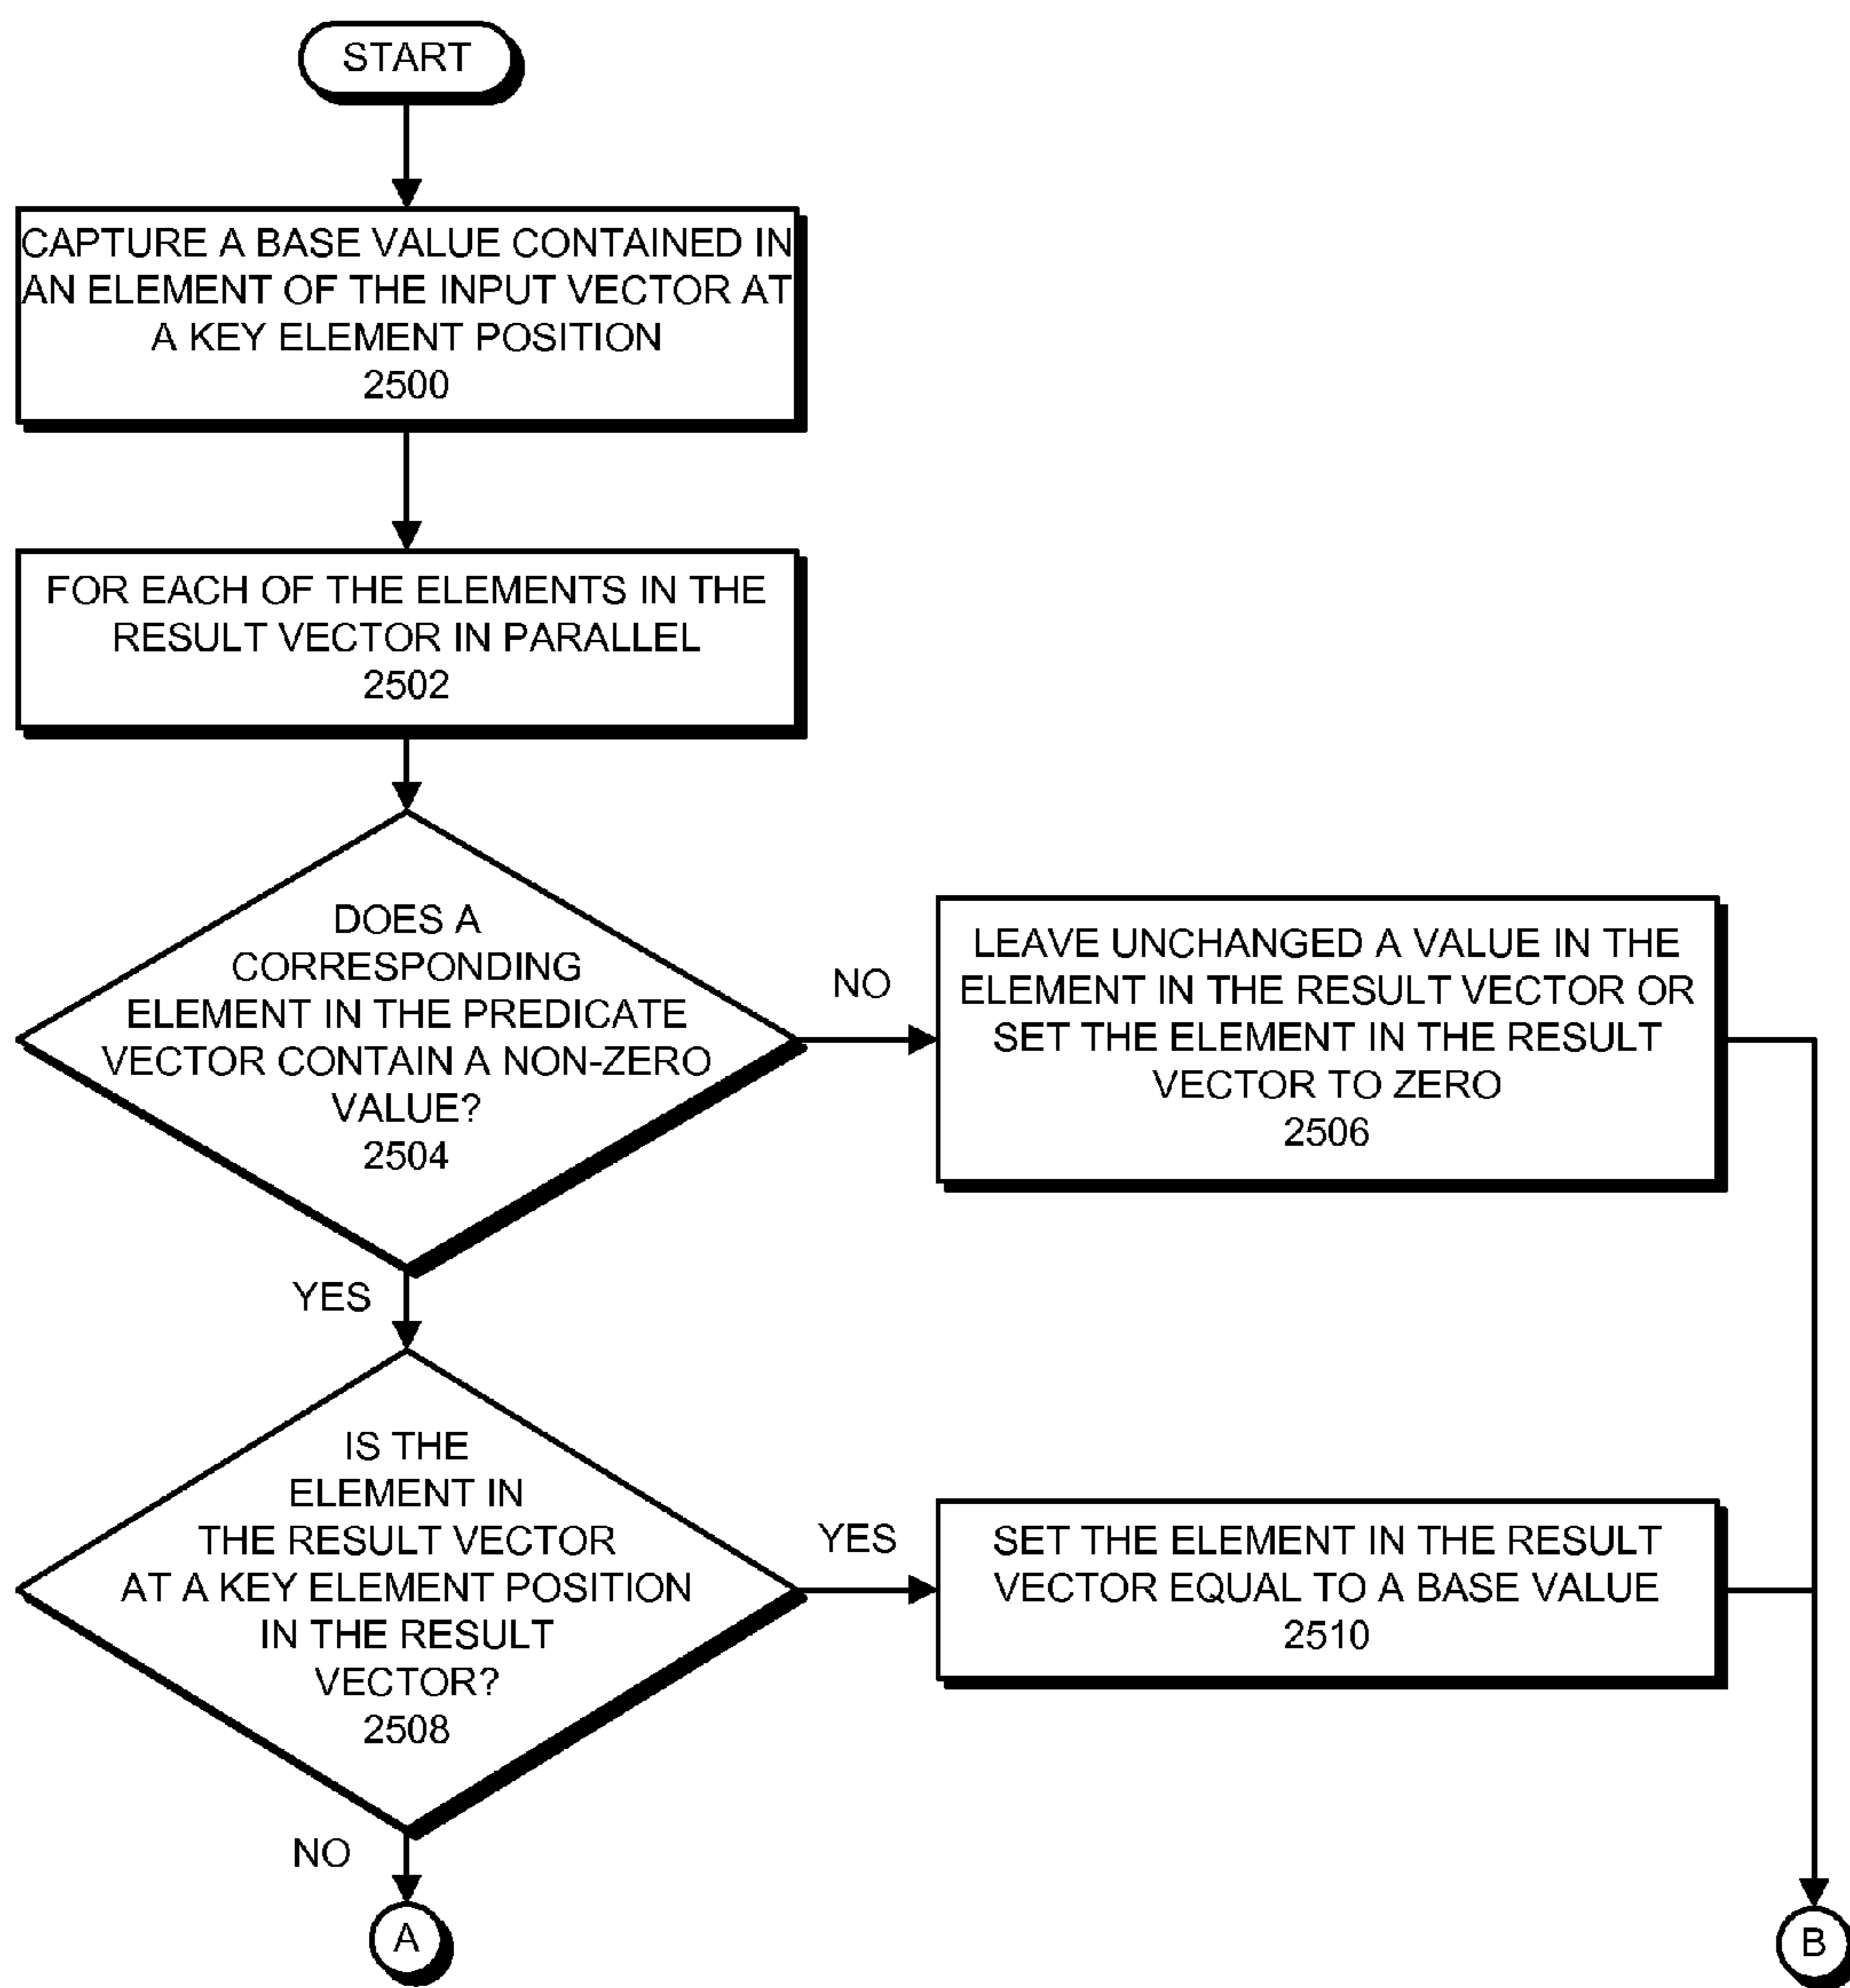 START
CAPTURE A BASE VALUE CONTAINED IN
AN ELEMENT OF THE INPUT VECTOR AT
A KEY ELEMENT POSITION
2500
FOR EACH OF THE ELEMENTS IN THE
RESULT VECTOR IN PARALLEL
2502
DOES A
CORRESPONDING
ELEMENT IN THE PREDICATE
VECTOR CONTAIN A NON-ZERO
VALUE?
2504
NO
LEAVE UNCHANGED A VALUE IN THE
ELEMENT IN THE RESULT VECTOR OR
SET THE ELEMENT IN THE RESULT
VECTOR TO ZERO
2506
YES
IS THE
ELEMENT IN
THE RESULT VECTOR
AT A KEY ELEMENT POSITION
IN THE RESULT
VECTOR?
2508
YES
SET THE ELEMENT IN THE RESULT
VECTOR EQUAL TO A BASE VALUE
2510
NO
A
B